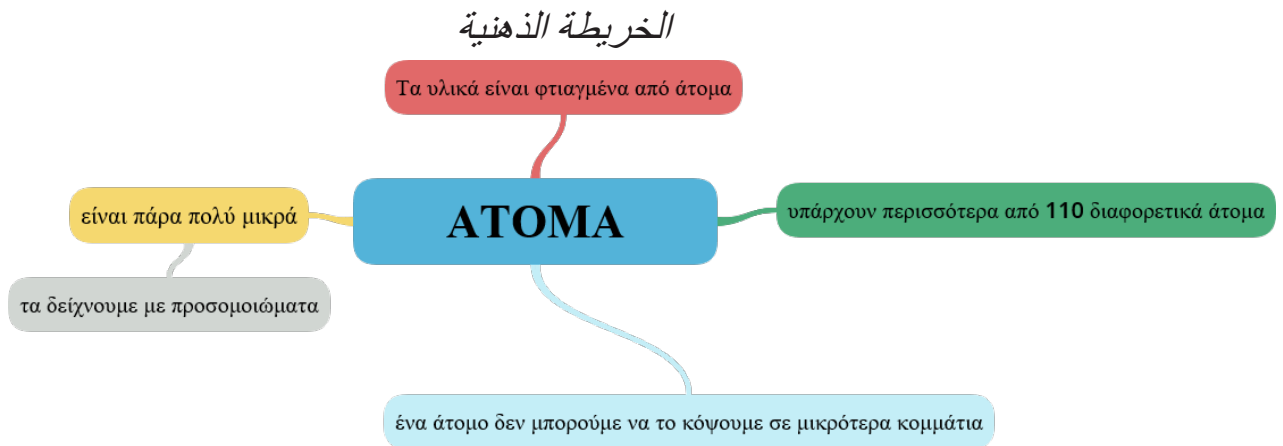 الخريطة الذهنية
Τα υλικά είναι φτιαγμένα από άτομα
είναι πάρα πολύ μικρά
ΑΤΟΜΑ
υπάρχουν περισσότερα από 110 διαφορετικά άτομα
τα δείχνουμε με προσομοιώματα
ένα άτομο δεν μπορούμε να το κόψουμε σε μικρότερα κομμάτια